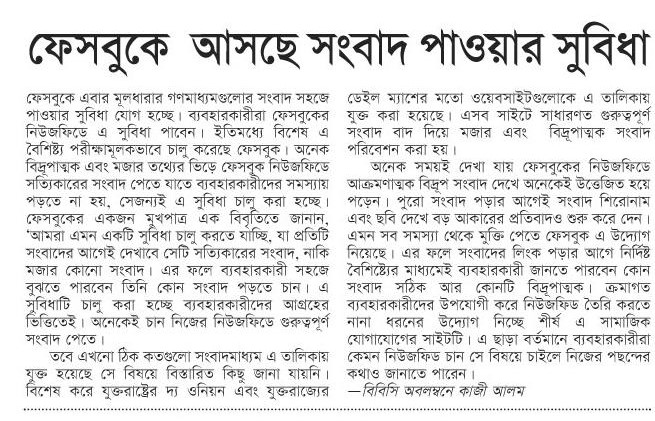 ফেসবুকে আসছে সংবাদ পাওয়ার সুবিধা
ফেসবুকে এবার মূলধারার গণমাধ্যমগুলোর সংবাদ সহজে
পাওয়ার সুবিধা যোগ হচ্ছে। ব্যবহারকারীরা ফেসবুকের
নিউজফিডে এ সুবিধা পাবেন। ইতিমধ্যে বিশেষ এ
বৈশিষ্ট্য পরীক্ষামূলকভাবে চালু করেছে ফেসবুক। অনেক
বিদ্রূপাত্মক এবং মজার তথ্যের ভিড়ে ফেসবুক নিউজফিডে
সত্যিকারের সংবাদ পেতে যাতে ব্যবহারকারীদের সমস্যায়
পড়তে না হয়, সেজন্যই এ সুবিধা চালু করা হচ্ছে।
ফেসবুকের একজন মুখপাত্র এক বিবৃতিতে জানান,
'আমরা এমন একটি সুবিধা চালু করতে যাচ্ছি, যা প্রতিটি
সংবাদের আগেই দেখাবে সেটি সত্যিকারের সংবাদ, নাকি
মজার কোনো সংবাদ। এর ফলে ব্যবহারকারী সহজে
বুঝতে পারবেন তিনি কোন সংবাদ পড়তে চান। এ
সুবিধাটি চালু করা হচ্ছে ব্যবহারকারীদের আগ্রহের
ভিত্তিতেই। অনেকেই চান নিজের নিউজফিডে গুরুত্বপূর্ণ
সংবাদ পেতে।
তবে এখনো ঠিক কতগুলো সংবাদমাধ্যম এ তালিকায়
যুক্ত হয়েছে সে বিষয়ে বিস্তারিত কিছু জানা যায়নি।
বিশেষ করে যুক্তরাষ্ট্রের দ্য ওনিয়ন এবং যুক্তরাজ্যের
ডেইল ম্যাশের মতো ওয়েবসাইটগুলোকে এ তালিকায়
যুক্ত করা হয়েছে। এসব সাইটে সাধারণত গুরুত্বপূর্ণ
সংবাদ বাদ দিয়ে মজার এবং বিদ্রূপাত্মক সংবাদ
পরিবেশন করা হয়।
অনেক সময়ই দেখা যায় ফেসবুকের নিউজফিডে
আক্রমণাত্মক বিদ্রূপ সংবাদ দেখে অনেকেই উত্তেজিত হয়ে
পড়েন। পুরো সংবাদ পড়ার আগেই সংবাদ শিরোনাম
এবং ছবি দেখে বড় আকারের প্রতিবাদও শুরু করে দেন।
এমন সব সমস্যা থেকে মুক্তি পেতে ফেসবুক এ উদ্যোগ
নিয়েছে। এর ফলে সংবাদের লিংক পড়ার আগে নির্দিষ্ট
বৈশিষ্ট্যের মাধ্যমেই ব্যবহারকারী জানতে পারবেন কোন
সংবাদ সঠিক আর কোনটি বিদ্রূপাত্মক। ক্রমাগত
ব্যবহারকারীদের উপযোগী করে নিউজফিড তৈরি করতে
নানা ধরনের উদ্যোগ নিচ্ছে শীর্ষ এ সামাজিক
যোগাযোগের সাইটটি। এ ছাড়া বর্তমানে ব্যবহারকারীরা
কেমন নিউজফিড চান সে বিষয়ে চাইলে নিজের পছন্দের
কথাও জানাতে পারেন।
—বিবিসি অবলম্বনে কাজী আলম